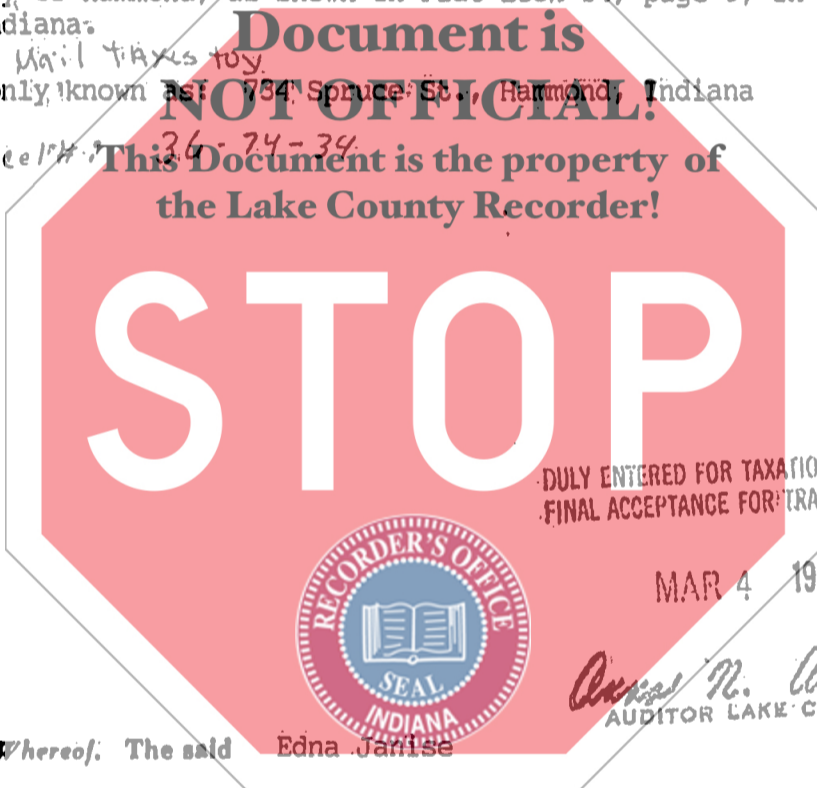 diana.
Document is
Mail taxes to
nly known as: 734 Spruce St., Hammond, Indiana
NOT OFFICIAL!
36-74-34
This Document is the property of
the Lake County Recorder!
STOP
DULY ENTERED FOR TAXATIO
FINAL ACCEPTANCE FOR TRA
RECORDER'S OFFICE
MAR 4 19
SEAL
INDIANA
N.
AUDITOR LAKE C
Whereof, The said Edna Janise